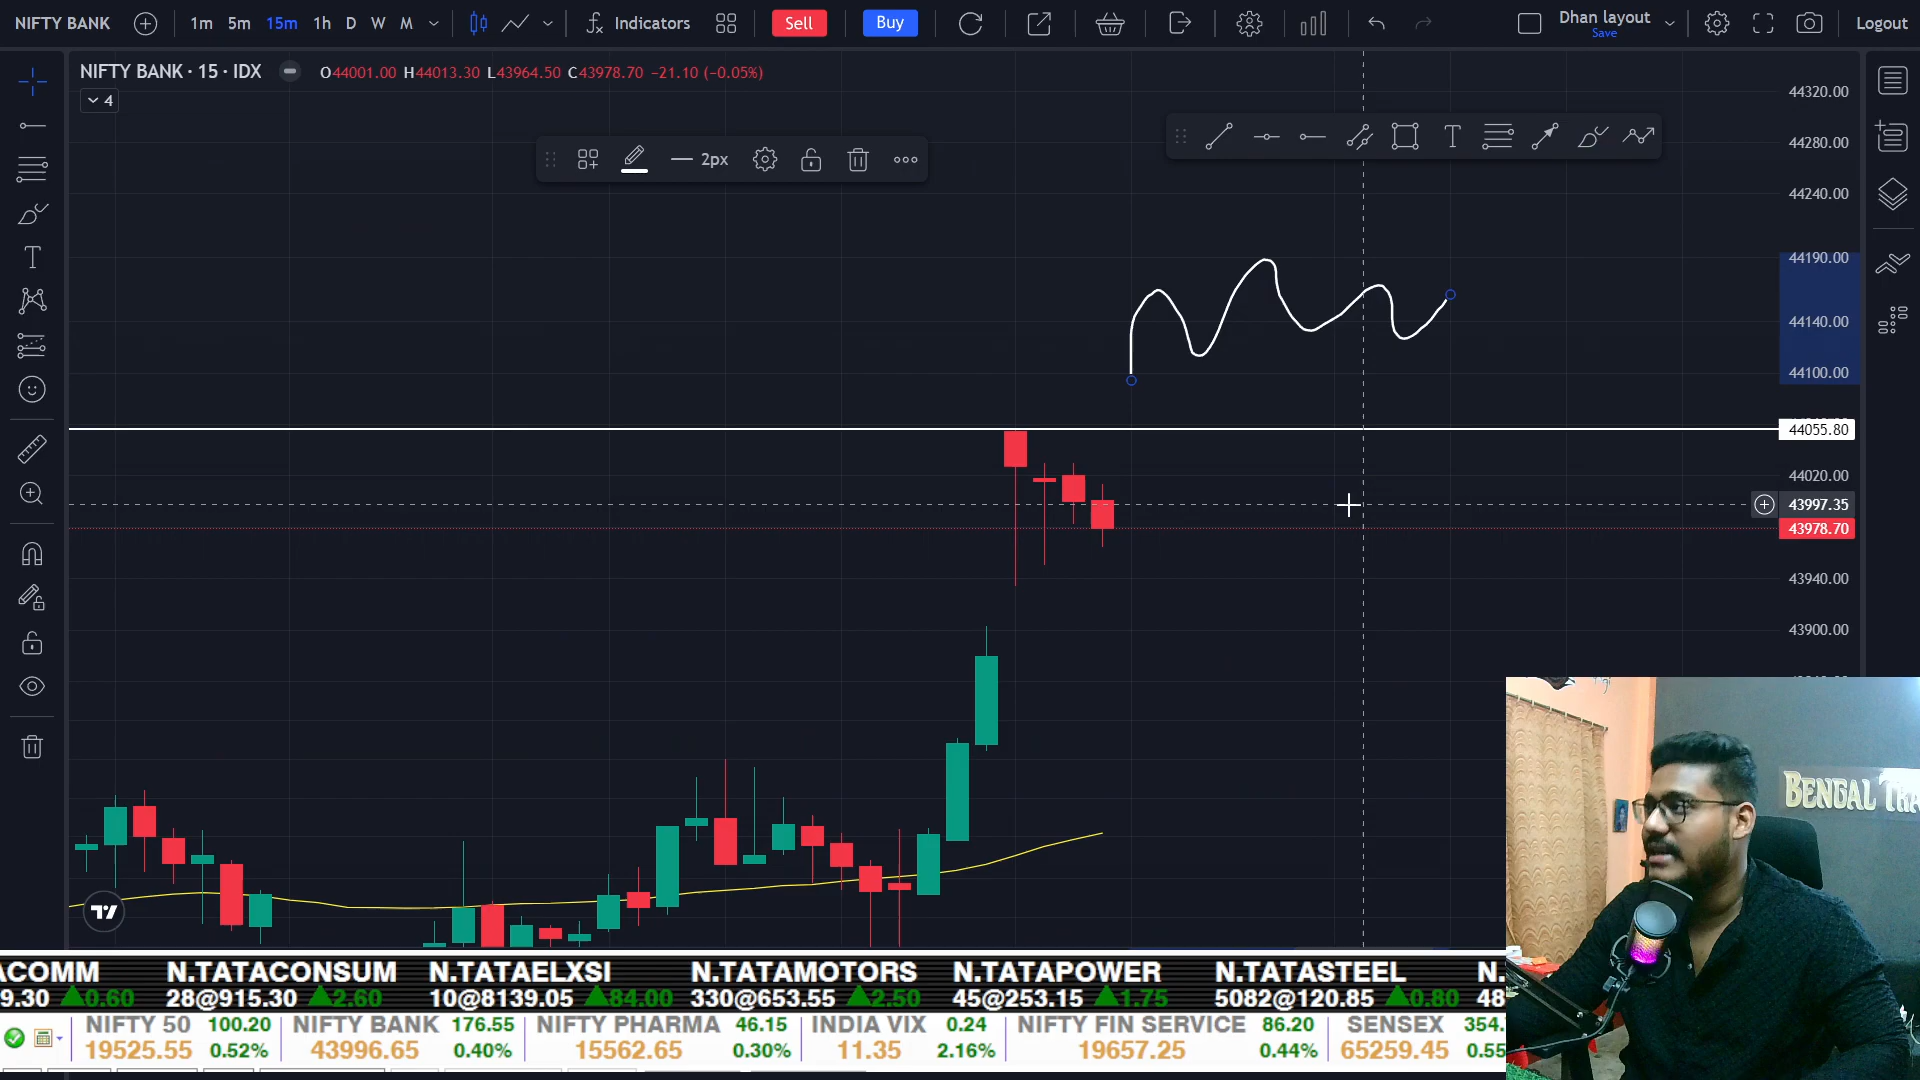 NIFTY BANK 1m 5m 15m 1h D W M Indicators Sell Buy Dhan layout Save Logout
NIFTY BANK · 15 · IDX O44001.00 H44013.30 L43964.50 C43978.70 −21.10 (−0.05%)
4
2px
44320.00
44280.00
44240.00
44190.00
44140.00
44100.00
44055.80
44020.00
43997.35
43978.70
43940.00
43900.00
BENGAL TRA
ACOMM N.TATACONSUM N.TATAELXSI N.TATAMOTORS N.TATAPOWER N.TATASTEEL N.
9.30 0.60 28@915.30 2.60 10@8139.05 84.00 330@653.55 2.50 45@253.15 1.75 5082@120.85 0.80 48
NIFTY 50 100.20 NIFTY BANK 176.55 NIFTY PHARMA 46.15 INDIA VIX 0.24 NIFTY FIN SERVICE 86.20 SENSEX 354.
19525.55 0.52% 43996.65 0.40% 15562.65 0.30% 11.35 2.16% 19657.25 0.44% 65259.45 0.55